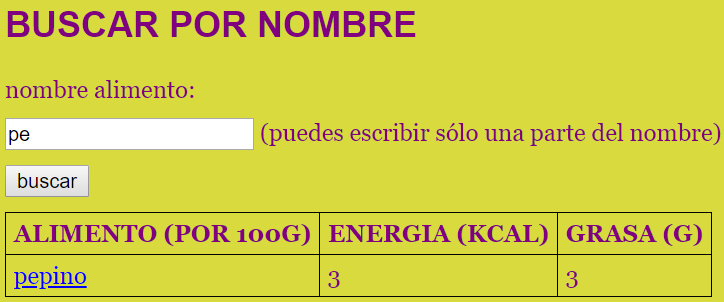 BUSCAR POR NOMBRE
nombre alimento:
pe (puedes escribir sólo una parte del nombre)
buscar
ALIMENTO (POR 100G) ENERGIA (KCAL) GRASA (G)
pepino 3 3